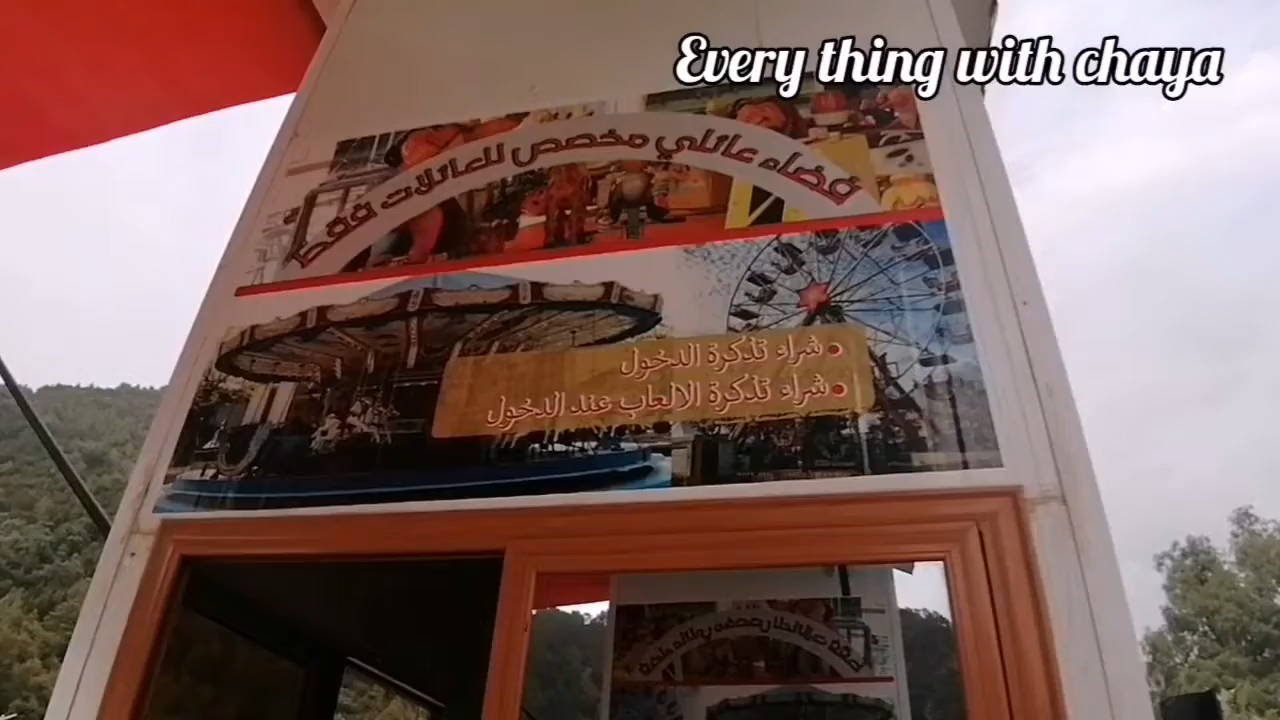 Every thing with chaya
فضاء عائلي مخصص للعائلات فقط
• شراء تذكرة الدخول
• شراء تذكرة الالعاب عند الدخول